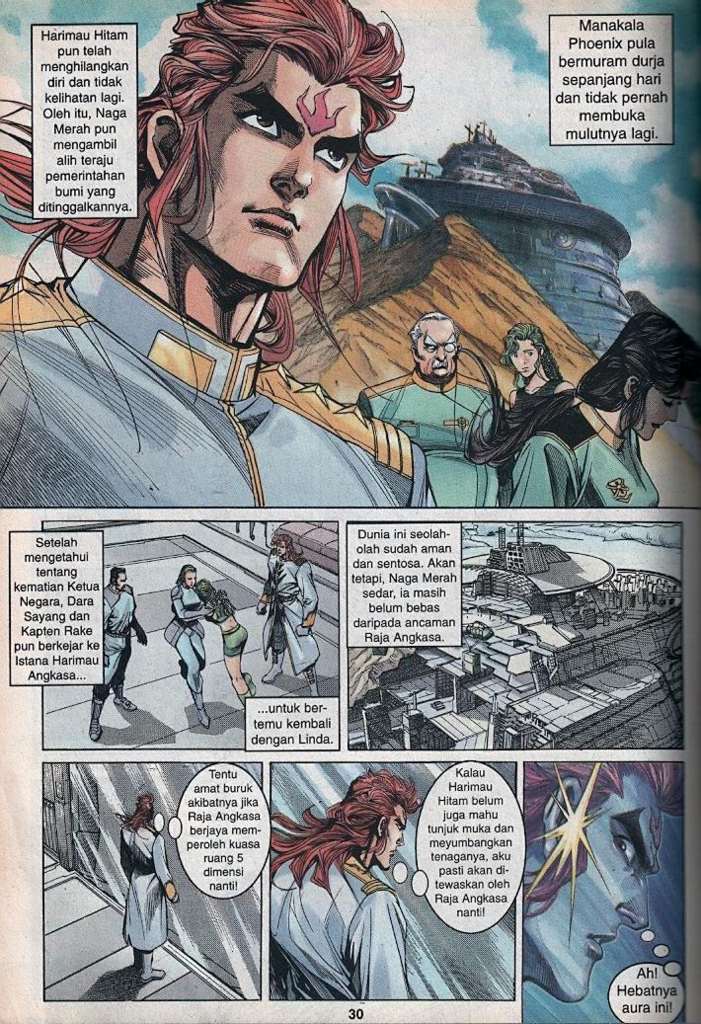 Harimau Hitam
pun telah
menghilangkan
diri dan tidak
kelihatan lagi.
Oleh itu, Naga
Merah pun
mengambil
alih teraju
pemerintahan
bumi yang
ditinggalkannya.
Manakala
Phoenix pula
bermuram durja
sepanjang hari
dan tidak pernah
membuka
mulutnya lagi.
Setelah
mengetahui
tentang
kematian Ketua
Negara, Dara
Sayang dan
Kapten Rake
pun berkejar ke
Istana Harimau
Angkasa...
...untuk ber-
temu kembali
dengan Linda.
Dunia ini seolah-
olah sudah aman
dan sentosa. Akan
tetapi, Naga Merah
sedar, ia masih
belum bebas
daripada ancaman
Raja Angkasa.
Tentu
amat buruk
akibatnya jika
Raja Angkasa
berjaya mem-
peroleh kuasa
ruang 5
dimensi
nanti!
Kalau
Harimau
Hitam belum
juga mahu
tunjuk muka dan
meyumbangkan
tenaganya, aku
pasti akan di-
tewaskan oleh
Raja Angkasa
nanti!
Ah!
Hebatnya
aura ini!
30